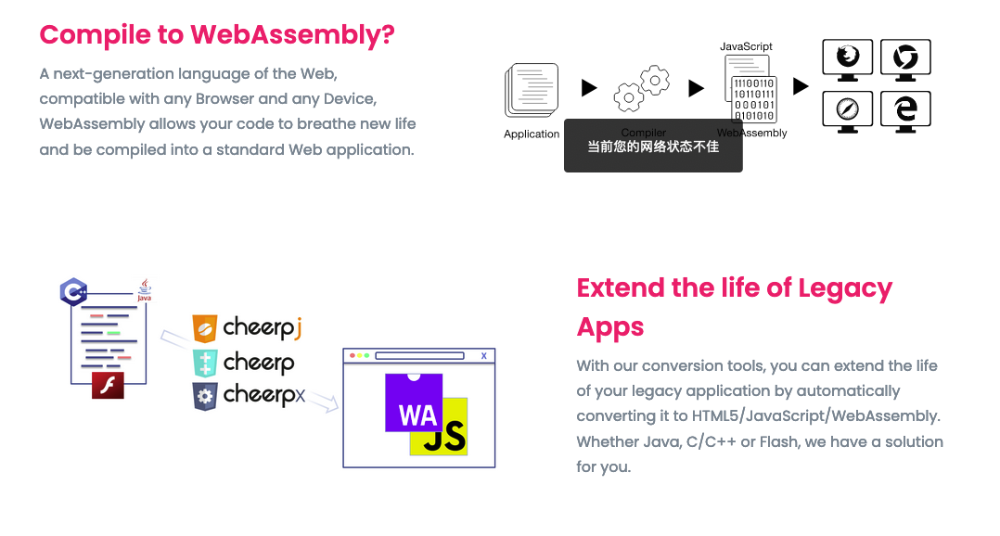 Compile to WebAssembly?
A next-generation language of the Web,
compatible with any Browser and any Device,
WebAssembly allows your code to breathe new life
and be compiled into a standard Web application.
JavaScript
11100110
10110111
000101
0101010
Application
Compiler
WebAssembly
当前您的网络状态不佳
C++
Java
cheerpj
cheerp
cheerpx
X
WA
JS
Extend the life of Legacy
Apps
With our conversion tools, you can extend the life
of your legacy application by automatically
converting it to HTML5/JavaScript/WebAssembly.
Whether Java, C/C++ or Flash, we have a solution
for you.